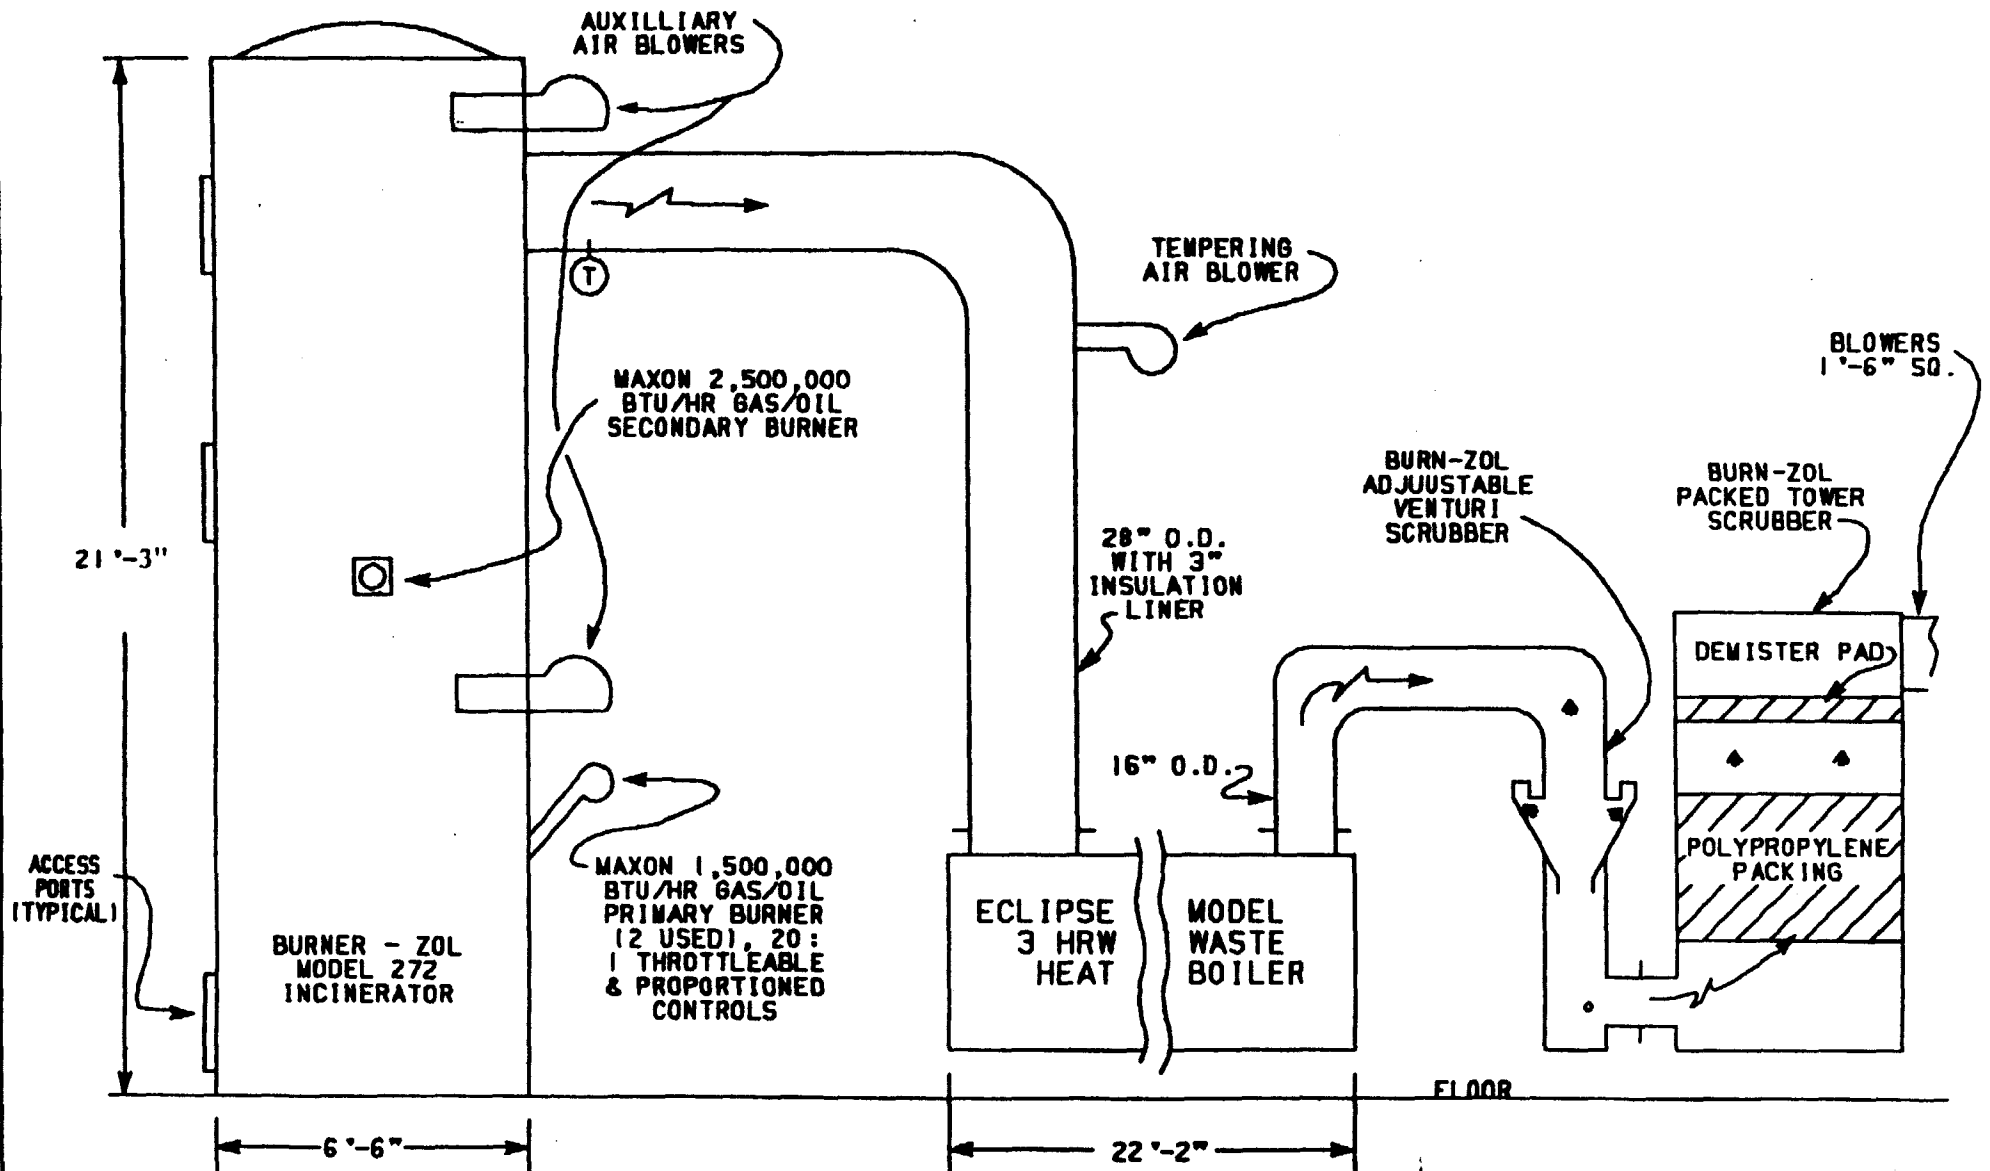 AUXILLIARY
AIR BLOWERS
TEMPERING
AIR BLOWER
BLOWERS
1'-6" SQ.
MAXON 2,500,000
BTU/HR GAS/OIL
SECONDARY BURNER
BURN-ZOL
ADJUUSTABLE
VENTURI
SCRUBBER
BURN-ZOL
PACKED TOWER
SCRUBBER
21'-3"
28" O.D.
WITH 3"
INSULATION
LINER
T
DEMISTER PAD
16" O.D.
ACCESS
PORTS
(TYPICAL)
MAXON 1,500,000
BTU/HR GAS/OIL
PRIMARY BURNER
(2 USED), 20:
1 THROTTLEABLE
& PROPORTIONED
CONTROLS
POLYPROPYLENE
PACKING
BURNER - ZOL
MODEL 272
INCINERATOR
ECLIPSE MODEL
3 HRW WASTE
HEAT BOILER
FLOOR
6'-6"
22'-2"